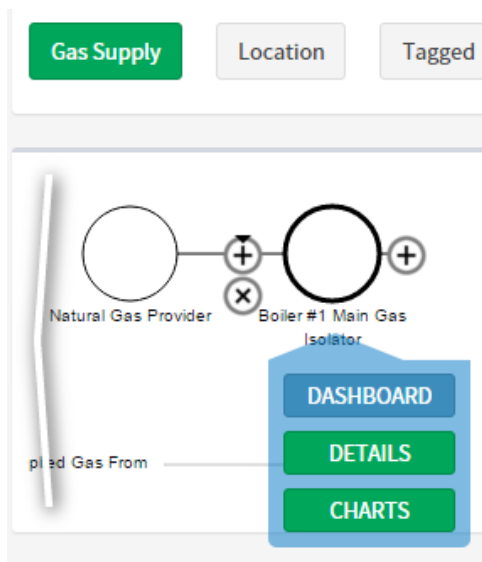 Gas Supply
Location
Tagged
Natural Gas Provider
Boiler #1 Main Gas
Isolator
DASHBOARD
DETAILS
CHARTS
Gas From